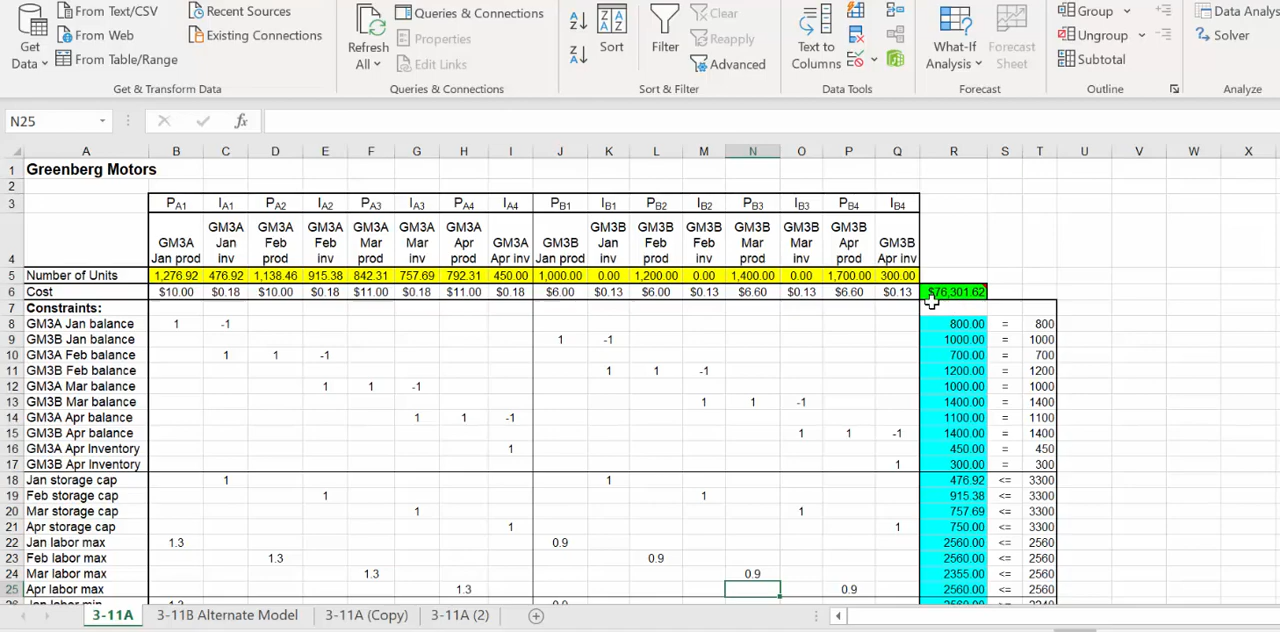 Get Data
From Text/CSV
From Web
From Table/Range
Recent Sources
Existing Connections
Get & Transform Data
Refresh All
Queries & Connections
Properties
Edit Links
Queries & Connections
Sort
Filter
Clear
Reapply
Advanced
Sort & Filter
Text to Columns
Data Tools
What-If Analysis
Forecast Sheet
Forecast
Group
Ungroup
Subtotal
Outline
Data Analys
Solver
Analyze
N25 fx
A B C D E F G H I J K L M N O P Q R S T U V W X
1 Greenberg Motors
2
3 PA1 IA1 PA2 IA2 PA3 IA3 PA4 IA4 PB1 IB1 PB2 IB2 PB3 IB3 PB4 IB4
4 GM3A Jan prod GM3A Jan inv GM3A Feb prod GM3A Feb inv GM3A Mar prod GM3A Mar inv GM3A Apr prod GM3A Apr inv GM3B Jan prod GM3B Jan inv GM3B Feb prod GM3B Feb inv GM3B Mar prod GM3B Mar inv GM3B Apr prod GM3B Apr inv
5 Number of Units 1,276.92 476.92 1,138.46 915.38 842.31 757.69 792.31 450.00 1,000.00 0.00 1,200.00 0.00 1,400.00 0.00 1,700.00 300.00
6 Cost $10.00 $0.18 $10.00 $0.18 $11.00 $0.18 $11.00 $0.18 $6.00 $0.13 $6.00 $0.13 $6.60 $0.13 $6.60 $0.13 $76,301.62
7 Constraints:
8 GM3A Jan balance 1 -1 800.00 = 800
9 GM3B Jan balance 1 -1 1000.00 = 1000
10 GM3A Feb balance 1 1 -1 700.00 = 700
11 GM3B Feb balance 1 1 -1 1200.00 = 1200
12 GM3A Mar balance 1 1 -1 1000.00 = 1000
13 GM3B Mar balance 1 1 -1 1400.00 = 1400
14 GM3A Apr balance 1 1 -1 1100.00 = 1100
15 GM3B Apr balance 1 1 -1 1400.00 = 1400
16 GM3A Apr Inventory 1 450.00 = 450
17 GM3B Apr Inventory 1 300.00 = 300
18 Jan storage cap 1 1 476.92 <= 3300
19 Feb storage cap 1 1 915.38 <= 3300
20 Mar storage cap 1 1 757.69 <= 3300
21 Apr storage cap 1 1 750.00 <= 3300
22 Jan labor max 1.3 0.9 2560.00 <= 2560
23 Feb labor max 1.3 0.9 2560.00 <= 2560
24 Mar labor max 1.3 0.9 2355.00 <= 2560
25 Apr labor max 1.3 0.9 2560.00 <= 2560
3-11A 3-11B Alternate Model 3-11A (Copy) 3-11A (2)